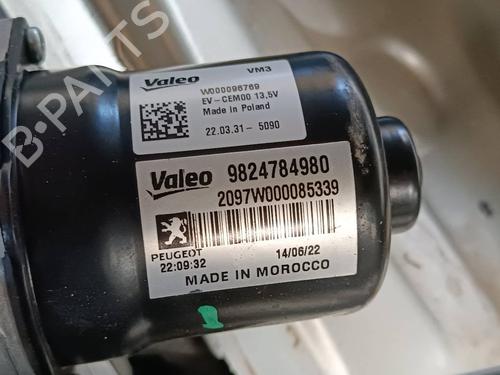 Valeo VM3
W000096769
EV-CEM00 13,5V
Made in Poland
22.03.31- 5090
Valeo 9824784980
2097W000085339
PEUGEOT 14/06/22
22:09:32
MADE IN MOROCCO
1